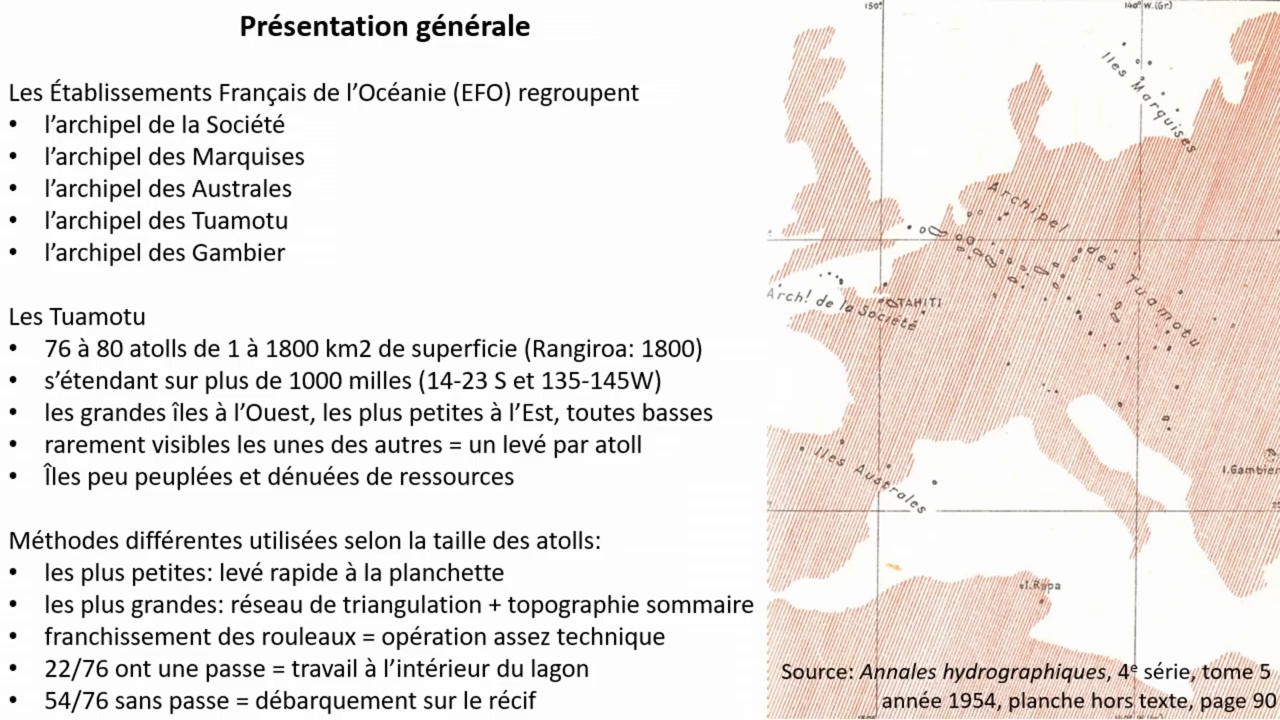 Présentation générale
Les Établissements Français de l’Océanie (EFO) regroupent
• l’archipel de la Société
• l’archipel des Marquises
• l’archipel des Australes
• l’archipel des Tuamotu
• l’archipel des Gambier
Les Tuamotu
• 76 à 80 atolls de 1 à 1800 km2 de superficie (Rangiroa: 1800)
• s’étendant sur plus de 1000 milles (14-23 S et 135-145W)
• les grandes îles à l’Ouest, les plus petites à l’Est, toutes basses
• rarement visibles les unes des autres = un levé par atoll
• Îles peu peuplées et dénuées de ressources
Méthodes différentes utilisées selon la taille des atolls:
• les plus petites: levé rapide à la planchette
• les plus grandes: réseau de triangulation + topographie sommaire
• franchissement des rouleaux = opération assez technique
• 22/76 ont une passe = travail à l’intérieur du lagon
• 54/76 sans passe = débarquement sur le récif
150°
140° W.(Gr.)
Iles Marquises
Archipel des Tuamotu
TAHITI
Arch! de la Société
Iles Australes
I.Gambier
I.Rapa
Source: Annales hydrographiques, 4e série, tome 5
année 1954, planche hors texte, page 90